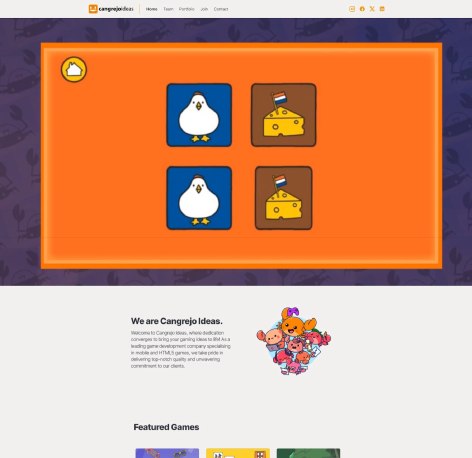 cangrejoideas
Home Team Portfolio Join Contact
We are Cangrejo Ideas.
Welcome to Cangrejo Ideas, where dedication
converges to bring your gaming ideas to life! As a
leading game development company specialising
in mobile and HTML5 games, we take pride in
delivering top-notch quality and unwavering
commitment to our clients.
Featured Games